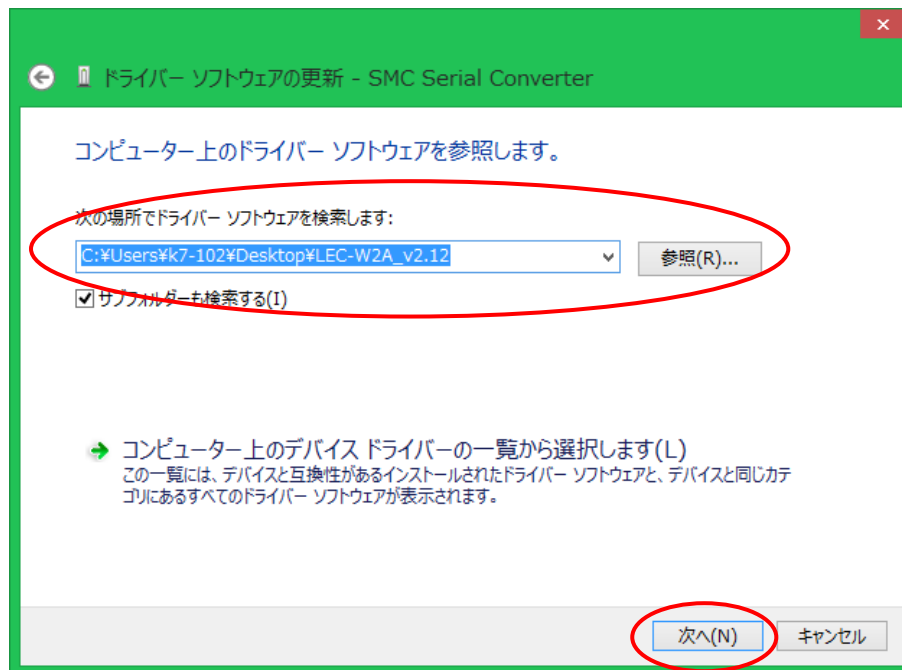 ドライバー ソフトウェアの更新 - SMC Serial Converter
コンピューター上のドライバー ソフトウェアを参照します。
次の場所でドライバー ソフトウェアを検索します:
C:¥Users¥k7-102¥Desktop¥LEC-W2A_v2.12
参照(R)...
サブフォルダーも検索する(I)
コンピューター上のデバイス ドライバーの一覧から選択します(L)
この一覧には、デバイスと互換性があるインストールされたドライバー ソフトウェアと、デバイスと同じカテ
ゴリにあるすべてのドライバー ソフトウェアが表示されます。
次へ(N)
キャンセル